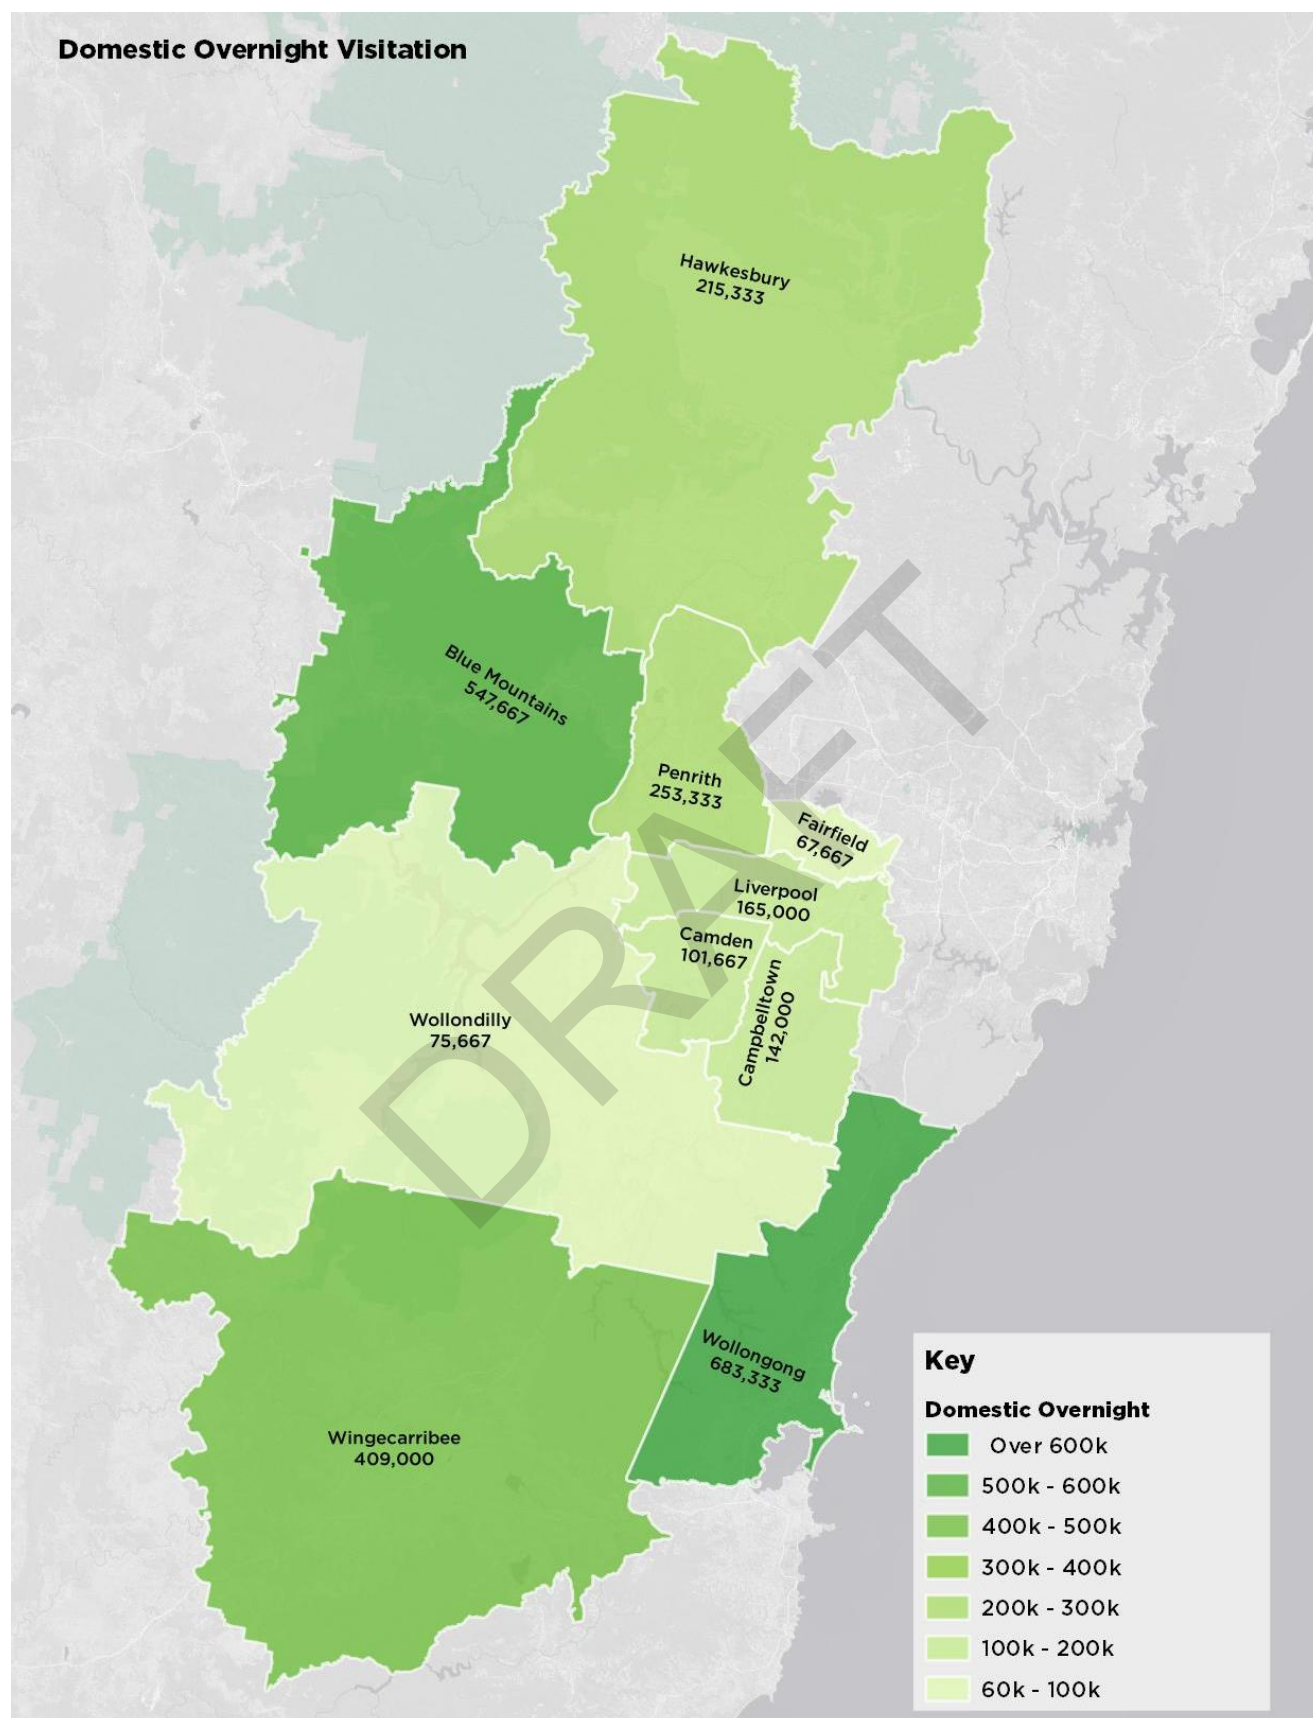 Domestic Overnight Visitation
Hawkesbury
215,333
Blue Mountains
547,667
Penrith
253,333
Fairfield
67,667
Liverpool
165,000
Camden
101,667
Campbelltown
142,000
Wollondilly
75,667
DRAFT
Wollongong
683,333
Wingecarribee
409,000
Key
Domestic Overnight
Over 600k
500k - 600k
400k - 500k
300k - 400k
200k - 300k
100k - 200k
60k - 100k